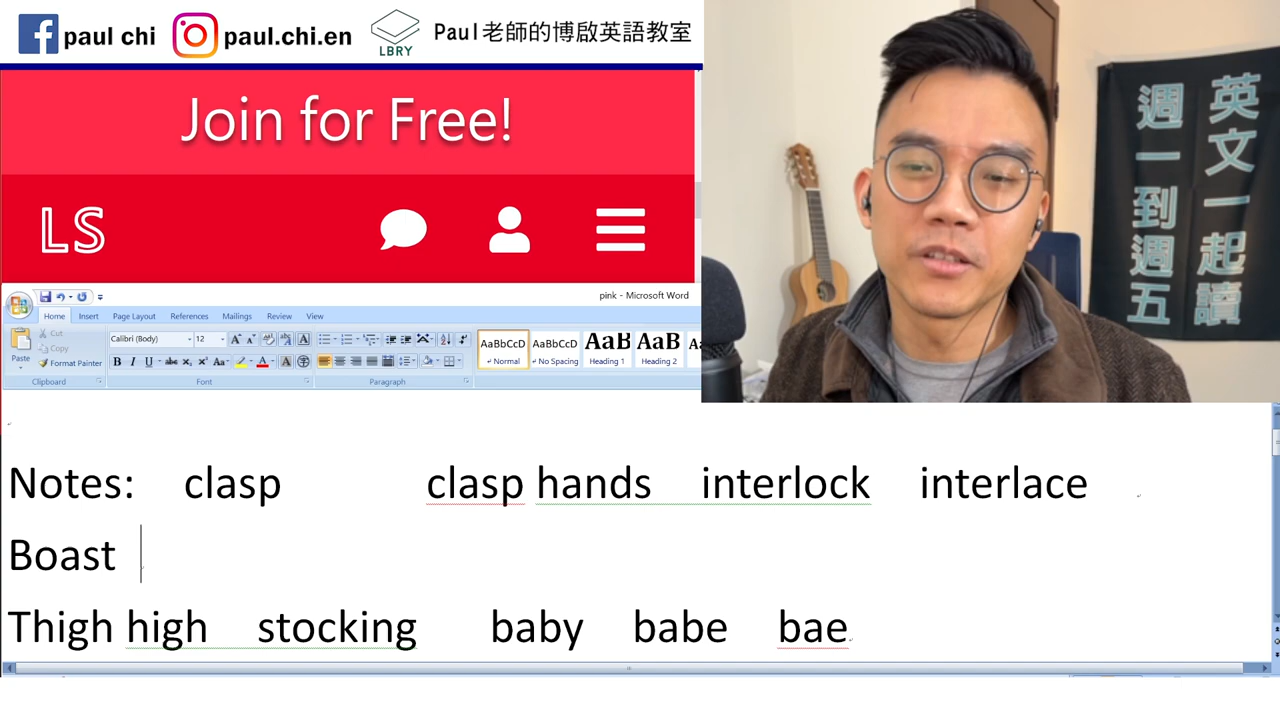 paul chi paul.chi.en LBRY Paul老師的博啟英語教室
Join for Free!
LS
pink - Microsoft Word
Home Insert Page Layout References Mailings Review View
Cut
Copy
Format Painter
Paste
Calibri (Body) 12
AaBbCcD AaBbCcD AaB AaB
Normal No Spacing Heading 1 Heading 2
Clipboard Font Paragraph
Notes: clasp clasp hands interlock interlace
Boast
Thigh high stocking baby babe bae
英文一起讀
週一到週五